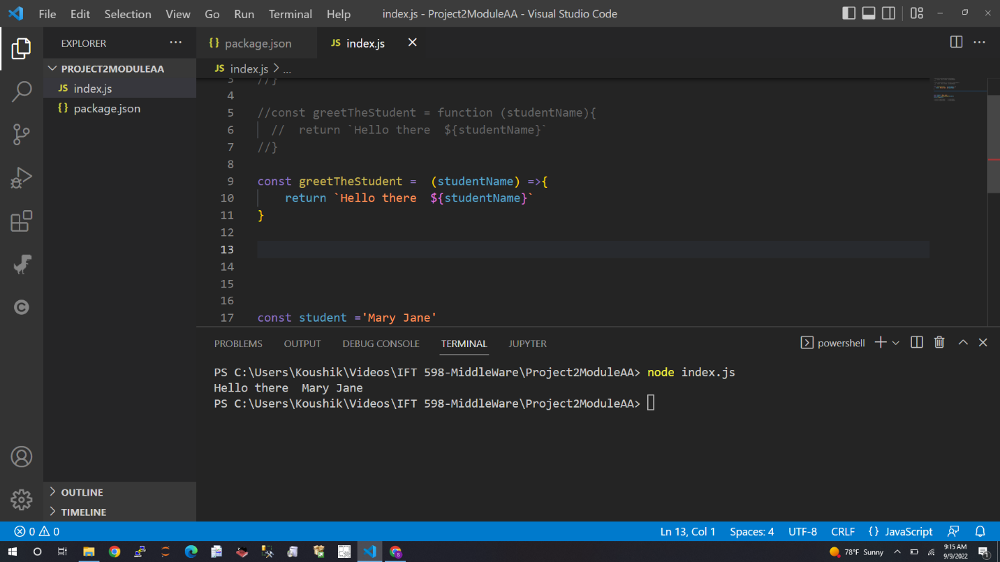 File Edit Selection View Go Run Terminal Help index.js - Project2ModuleAA - Visual Studio Code
EXPLORER ... {} package.json JS index.js
PROJECT2MODULEAA JS index.js > ...
JS index.js
{} package.json
3 //}
4
5 //const greetTheStudent = function (studentName){
6 //  return `Hello there  ${studentName}`
7 //}
8
9 const greetTheStudent =  (studentName) =>{
10 return `Hello there  ${studentName}`
11 }
12
13
14
15
16
17 const student ='Mary Jane'
PROBLEMS OUTPUT DEBUG CONSOLE TERMINAL JUPYTER powershell
PS C:\Users\Koushik\Videos\IFT 598-MiddleWare\Project2ModuleAA> node index.js
Hello there  Mary Jane
PS C:\Users\Koushik\Videos\IFT 598-MiddleWare\Project2ModuleAA>
OUTLINE
TIMELINE
0 0 Ln 13, Col 1 Spaces: 4 UTF-8 CRLF {} JavaScript
78°F Sunny 9:15 AM
9/9/2022 1